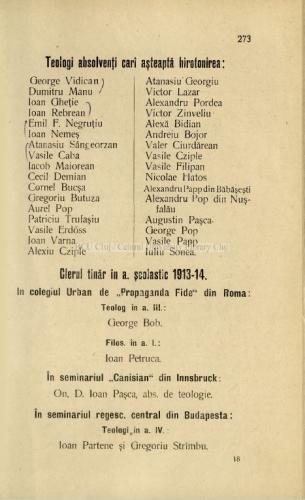 273
Teologi absolvenți cari așteaptă hirotonirea:
George Vidican
Dumitru Manu
Ioan Gheție
Ioan Rebrean
Emil F. Negruțiu
Ioan Nemeș
Atanasiu Sângeorzan
Vasile Caba
Iacob Maiorean
Cecil Demian
Cornel Bucșa
Gregoriu Butuza
Aurel Pop
Patriciu Trufașiu
Vasile Erdöss
Ioan Varna
Alexiu Cziple
Atanasiu Georgiu
Victor Lazar
Alexandru Pordea
Victor Zinveliu
Alexă Bidian
Andreiu Bojor
Valer Ciurdărean
Vasile Cziple
Vasile Filipan
Nicolae Hatos
Alexandru Papp din Băbășești
Alexandru Pop din Nuș-
falău
Augustin Pașca
George Pop
Vasile Papp
Iuliu Sonea.
Clerul tinăr in a. școlastic 1913-14.
In colegiul Urban de „Propaganda Fide" din Roma:
Teolog in a. III.:
George Bob.
Filos. in a. I.:
Ioan Petruca.
În seminariul „Canisian" din Innsbruck:
On. D. Ioan Pașca, abs. de teologie.
În seminariul regesc. central din Budapesta:
Teologi in a. IV.:
Ioan Partene și Gregoriu Strîmbu.
18